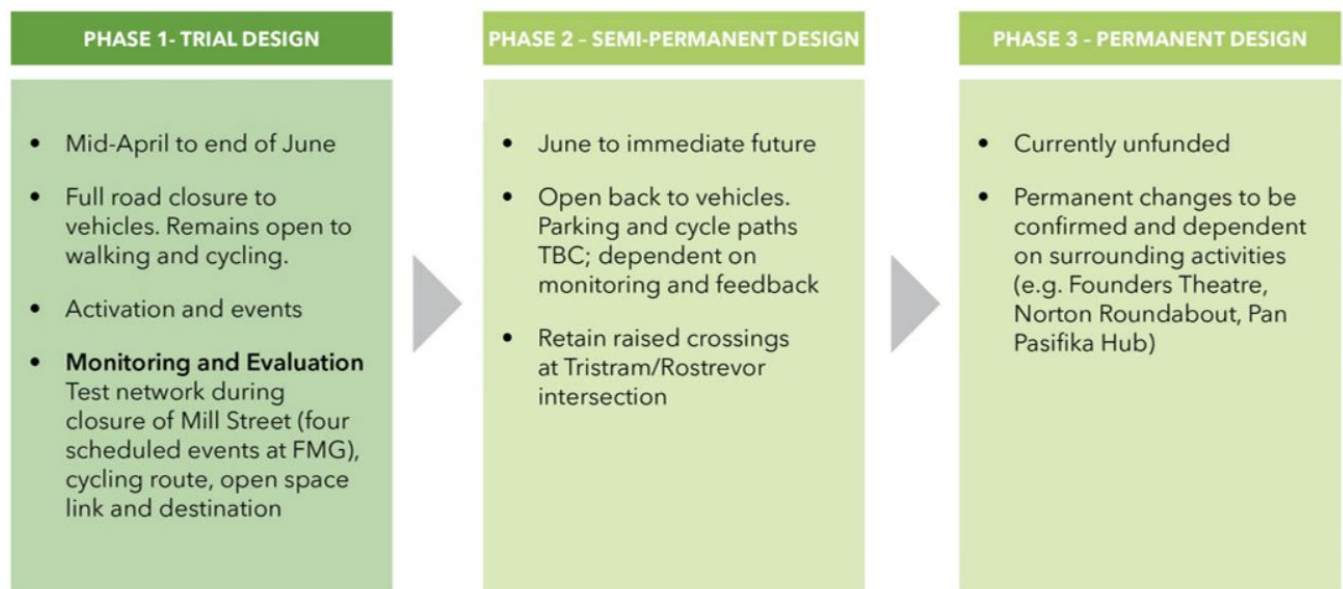 PHASE 1- TRIAL DESIGN
• Mid-April to end of June
• Full road closure to
vehicles. Remains open to
walking and cycling.
• Activation and events
• Monitoring and Evaluation
Test network during
closure of Mill Street (four
scheduled events at FMG),
cycling route, open space
link and destination
PHASE 2 – SEMI-PERMANENT DESIGN
• June to immediate future
• Open back to vehicles.
Parking and cycle paths
TBC; dependent on
monitoring and feedback
• Retain raised crossings
at Tristram/Rostrevor
intersection
PHASE 3 – PERMANENT DESIGN
• Currently unfunded
• Permanent changes to be
confirmed and dependent
on surrounding activities
(e.g. Founders Theatre,
Norton Roundabout, Pan
Pasifika Hub)